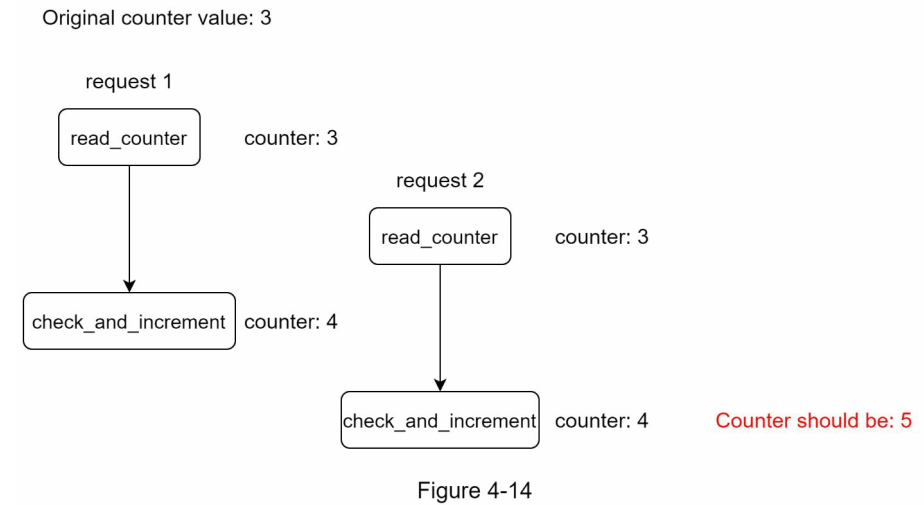 Original counter value: 3
request 1
read_counter
counter: 3
request 2
read_counter
counter: 3
check_and_increment
counter: 4
check_and_increment
counter: 4
Counter should be: 5
Figure 4-14